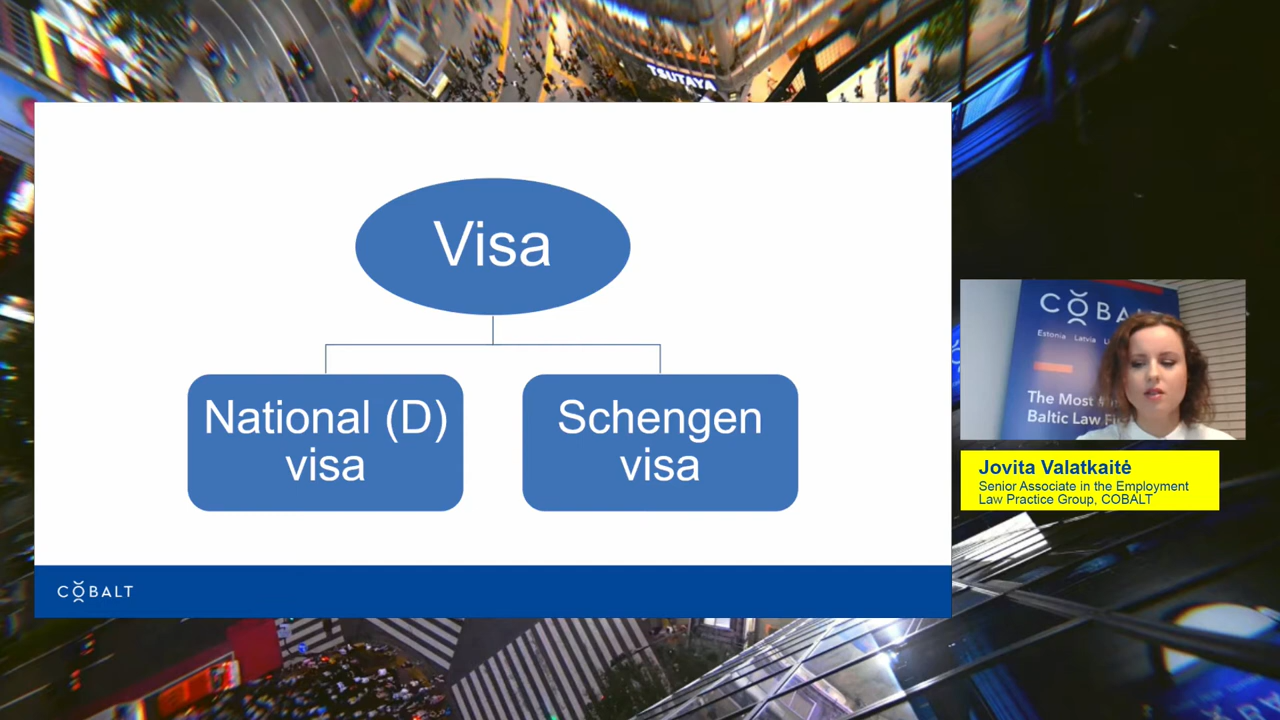 TSUTAYA
Visa
National (D)
visa
Schengen
visa
COBALT
COBALT
Estonia Latvia
The Most
Baltic Law
Jovita Valatkaitė
Senior Associate in the Employment
Law Practice Group, COBALT